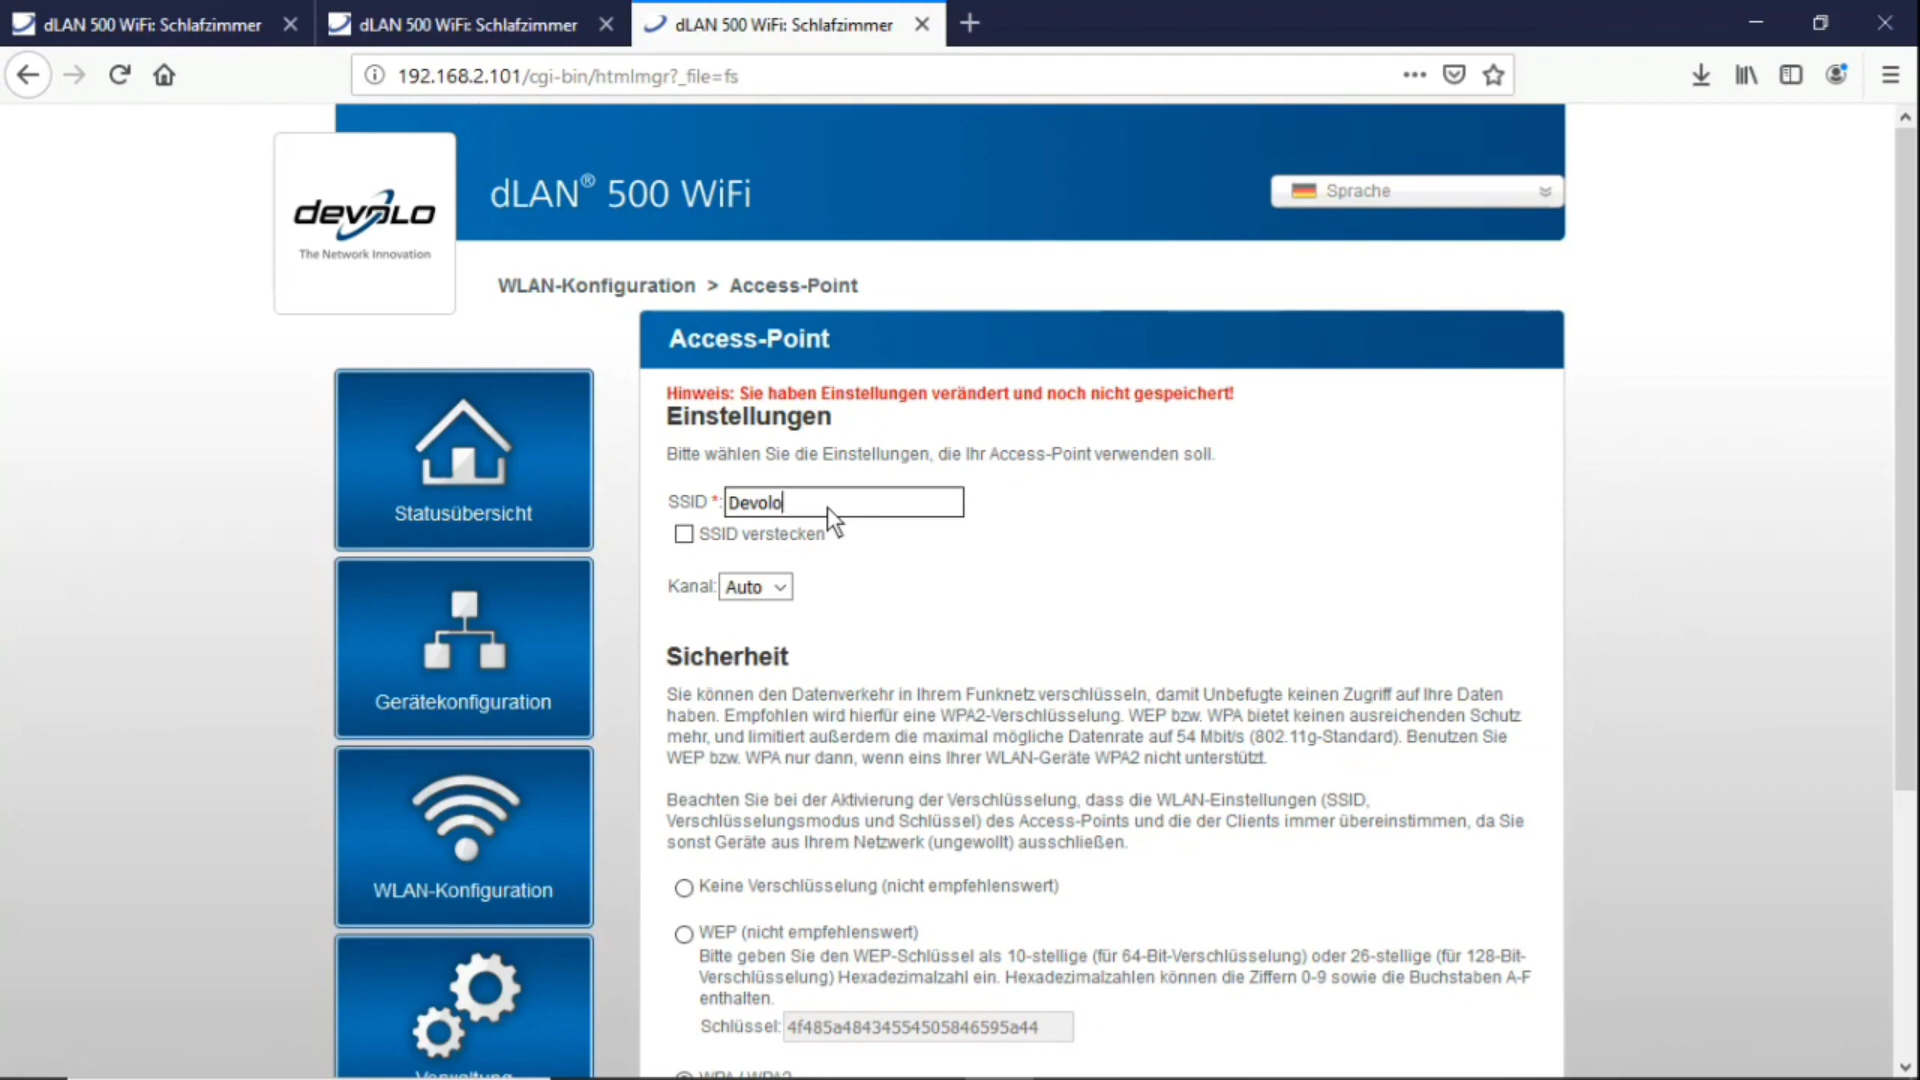 dLAN 500 WiFi: Schlafzimmer
dLAN 500 WiFi: Schlafzimmer
dLAN 500 WiFi: Schlafzimmer
192.168.2.101/cgi-bin/htmlmgr?_file=fs
devolo
The Network Innovation
dLAN® 500 WiFi
Sprache
WLAN-Konfiguration > Access-Point
Access-Point
Statusübersicht
Gerätekonfiguration
WLAN-Konfiguration
Verwaltung
Hinweis: Sie haben Einstellungen verändert und noch nicht gespeichert!
Einstellungen
Bitte wählen Sie die Einstellungen, die Ihr Access-Point verwenden soll.
SSID *: Devolo
SSID verstecken
Kanal: Auto
Sicherheit
Sie können den Datenverkehr in Ihrem Funknetz verschlüsseln, damit Unbefugte keinen Zugriff auf Ihre Daten
haben. Empfohlen wird hierfür eine WPA2-Verschlüsselung. WEP bzw. WPA bietet keinen ausreichenden Schutz
mehr, und limitiert außerdem die maximal mögliche Datenrate auf 54 Mbit/s (802.11g-Standard). Benutzen Sie
WEP bzw. WPA nur dann, wenn eins Ihrer WLAN-Geräte WPA2 nicht unterstützt.
Beachten Sie bei der Aktivierung der Verschlüsselung, dass die WLAN-Einstellungen (SSID,
Verschlüsselungsmodus und Schlüssel) des Access-Points und die der Clients immer übereinstimmen, da Sie
sonst Geräte aus Ihrem Netzwerk (ungewollt) ausschließen.
Keine Verschlüsselung (nicht empfehlenswert)
WEP (nicht empfehlenswert)
Bitte geben Sie den WEP-Schlüssel als 10-stellige (für 64-Bit-Verschlüsselung) oder 26-stellige (für 128-Bit-
Verschlüsselung) Hexadezimalzahl ein. Hexadezimalzahlen können die Ziffern 0-9 sowie die Buchstaben A-F
enthalten.
Schlüssel: 4f485a48434554505846595a44
WPA / WPA2